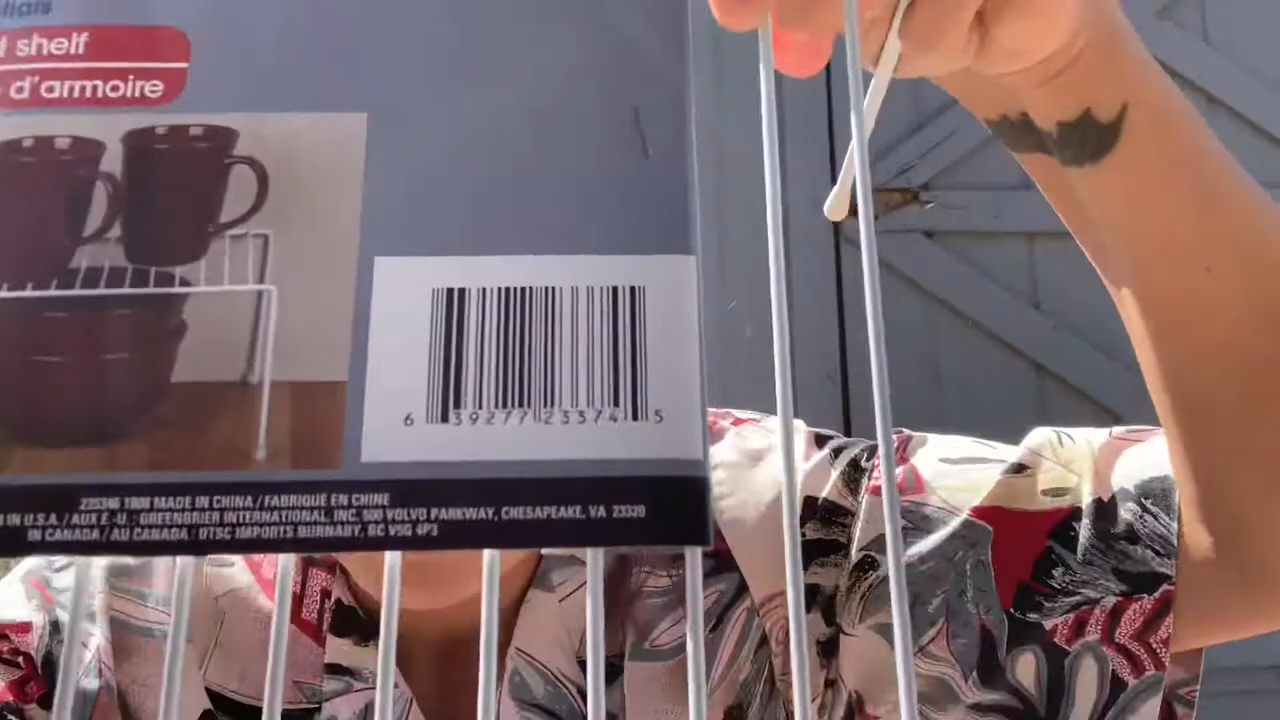 shelf
d'armoire
6 39277 23374 5
MADE IN CHINA / FABRIQUÉ EN CHINE
IN U.S.A. / AUX É.-U.: GREENBRIER INTERNATIONAL, INC. 500 VOLVO PARKWAY, CHESAPEAKE, VA 23320
IN CANADA / AU CANADA: DTSC IMPORTS BURNABY, BC V5G 4P3